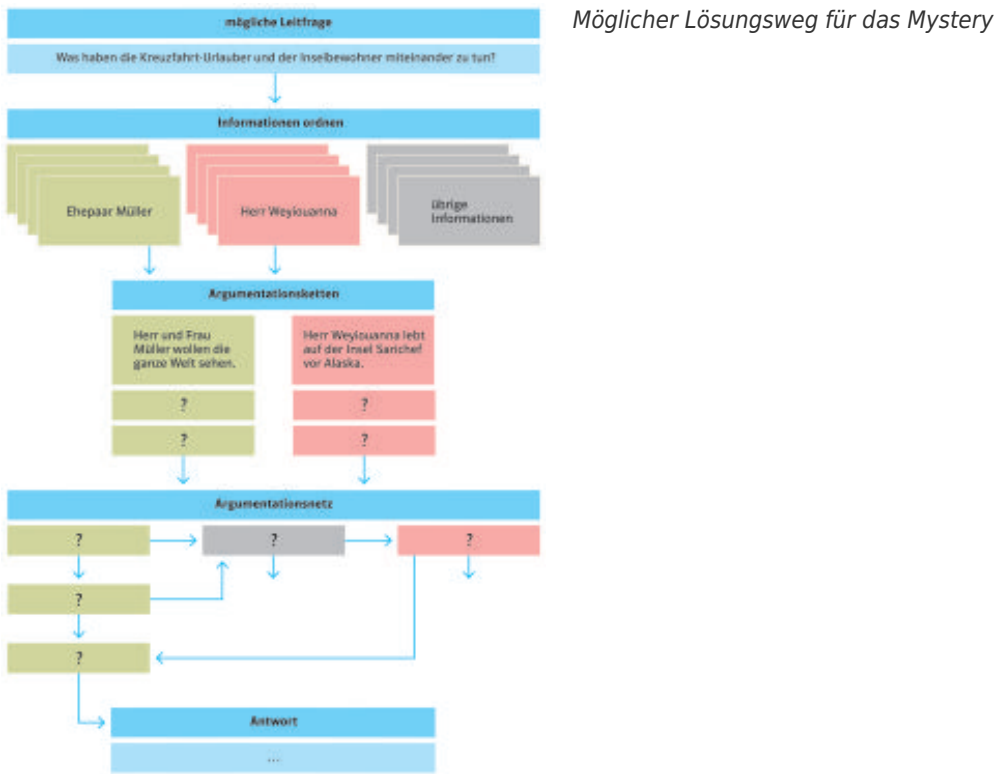 Möglicher Lösungsweg für das Mystery
mögliche Leitfrage
Was haben die Kreuzfahrt-Urlauber und der Inselbewohner miteinander zu tun?
Informationen ordnen
Ehepaar Müller
Herr Weyiouanna
übrige
Informationen
Argumentationsketten
Herr und Frau
Müller wollen die
ganze Welt sehen.
Herr Weyiouanna lebt
auf der Insel Sarichef
vor Alaska.
?
?
?
?
Argumentationsnetz
?
?
?
?
?
Antwort
...